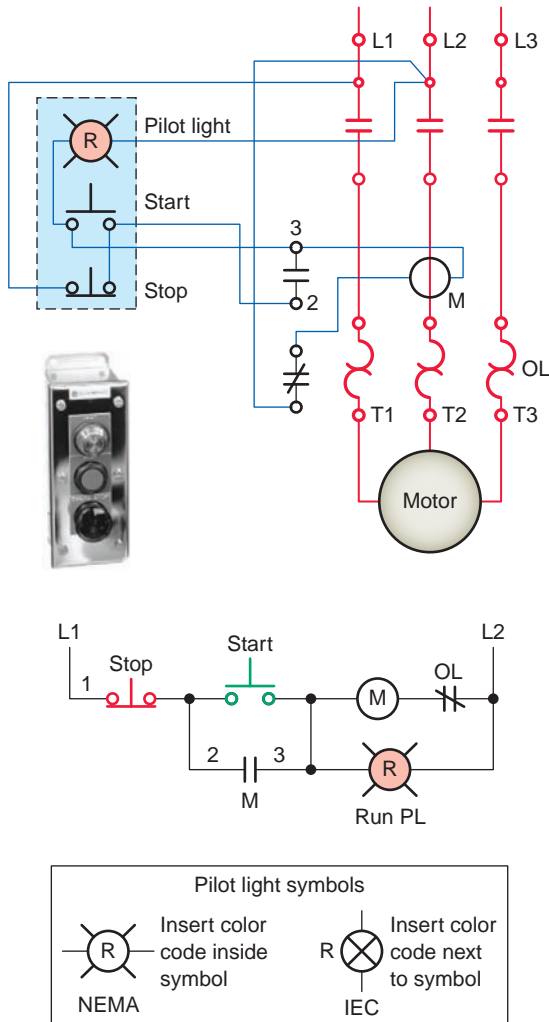 L1 L2 L3
R Pilot light
Start
3
Stop
2
M
OL
T1 T2 T3
Motor
L1 L2
Start
Stop OL
1
M
2 3
R
M
Run PL
Pilot light symbols
R Insert color code inside symbol
NEMA
R Insert color code next to symbol
IEC